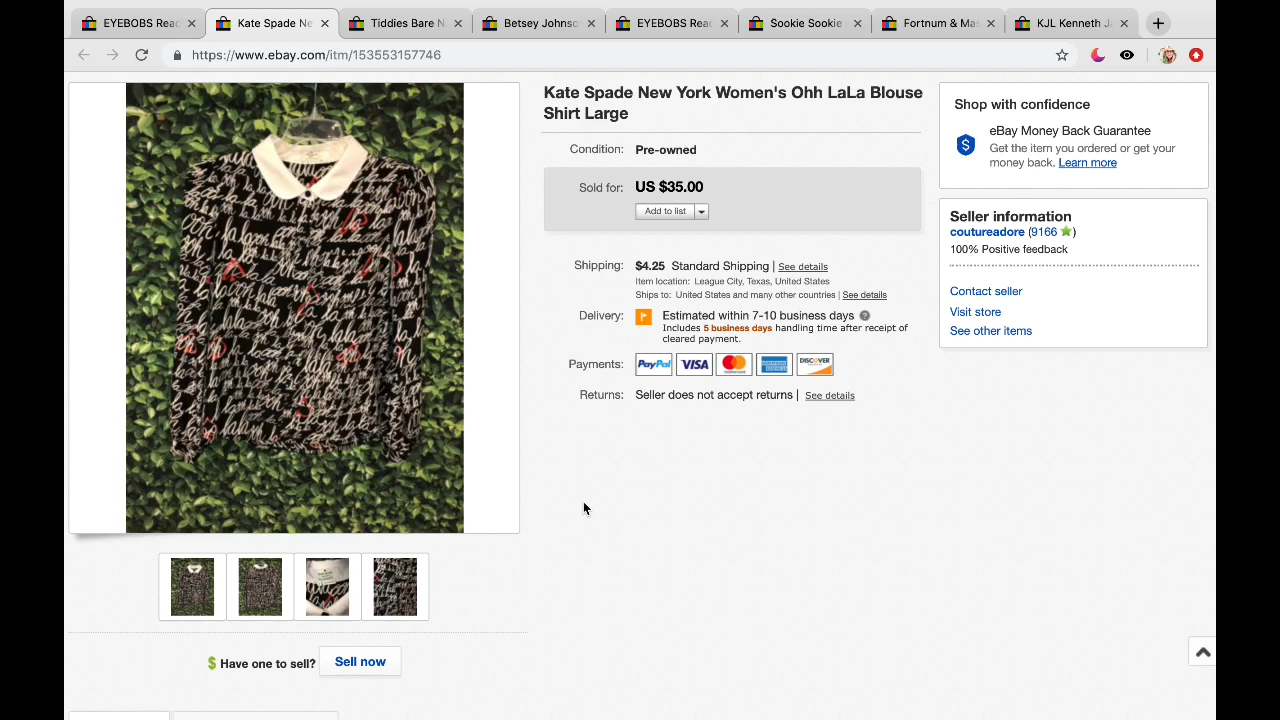 EYEBOBS Read
Kate Spade Ne
Tiddies Bare N
Betsey Johnso
EYEBOBS Read
Sookie Sookie
Fortnum & Ma
KJL Kenneth J
https://www.ebay.com/itm/153553157746
Kate Spade New York Women's Ohh LaLa Blouse
Shirt Large
Condition: Pre-owned
Sold for: US $35.00
Add to list
Shipping: $4.25 Standard Shipping | See details
Item location: League City, Texas, United States
Ships to: United States and many other countries | See details
Delivery: Estimated within 7-10 business days
Includes 5 business days handling time after receipt of
cleared payment.
Payments: PayPal VISA MasterCard AMERICAN EXPRESS DISCOVER
Returns: Seller does not accept returns | See details
Shop with confidence
eBay Money Back Guarantee
Get the item you ordered or get your
money back. Learn more
Seller information
coutureadore (9166)
100% Positive feedback
Contact seller
Visit store
See other items
Have one to sell? Sell now